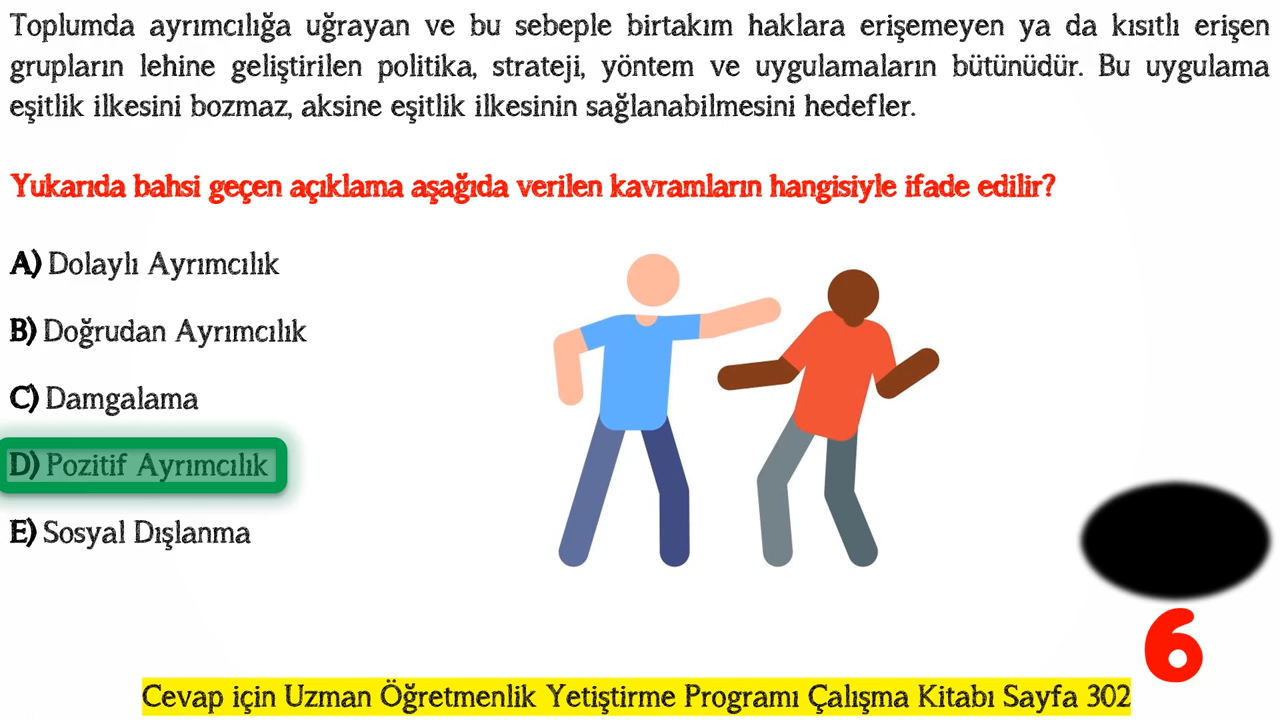 Toplumda ayrımcılığa uğrayan ve bu sebeple birtakım haklara erişemeyen ya da kısıtlı erişen
grupların lehine geliştirilen politika, strateji, yöntem ve uygulamaların bütünüdür. Bu uygulama
eşitlik ilkesini bozmaz, aksine eşitlik ilkesinin sağlanabilmesini hedefler.
Yukarıda bahsi geçen açıklama aşağıda verilen kavramların hangisiyle ifade edilir?
A) Dolaylı Ayrımcılık
B) Doğrudan Ayrımcılık
C) Damgalama
D) Pozitif Ayrımcılık
E) Sosyal Dışlanma
6
Cevap için Uzman Öğretmenlik Yetiştirme Programı Çalışma Kitabı Sayfa 302